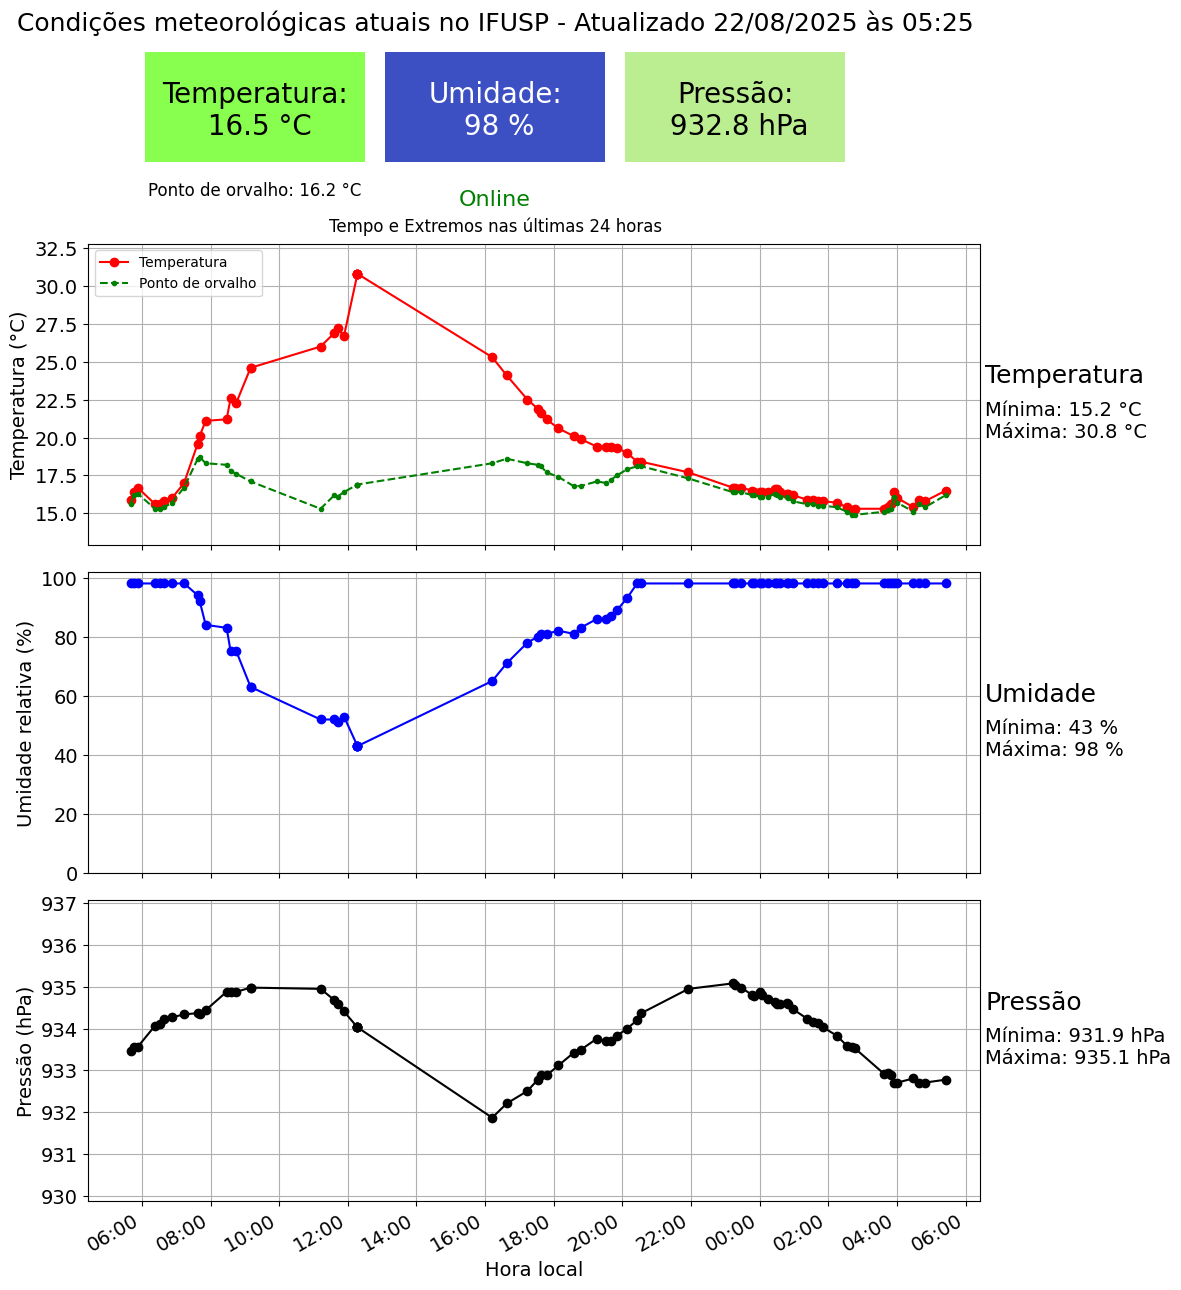 Condições meteorológicas atuais no IFUSP - Atualizado 22/08/2025 às 05:25
Temperatura:
16.5 °C
Umidade:
98 %
Pressão:
932.8 hPa
Ponto de orvalho: 16.2 °C
Online
Tempo e Extremos nas últimas 24 horas
Temperatura
Ponto de orvalho
Temperatura (°C)
32.5
30.0
27.5
25.0
22.5
20.0
17.5
15.0
Temperatura
Mínima: 15.2 °C
Máxima: 30.8 °C
Umidade relativa (%)
100
80
60
40
20
0
Umidade
Mínima: 43 %
Máxima: 98 %
Pressão (hPa)
937
936
935
934
933
932
931
930
Pressão
Mínima: 931.9 hPa
Máxima: 935.1 hPa
06:00
08:00
10:00
12:00
14:00
16:00
18:00
20:00
22:00
00:00
02:00
04:00
06:00
Hora local